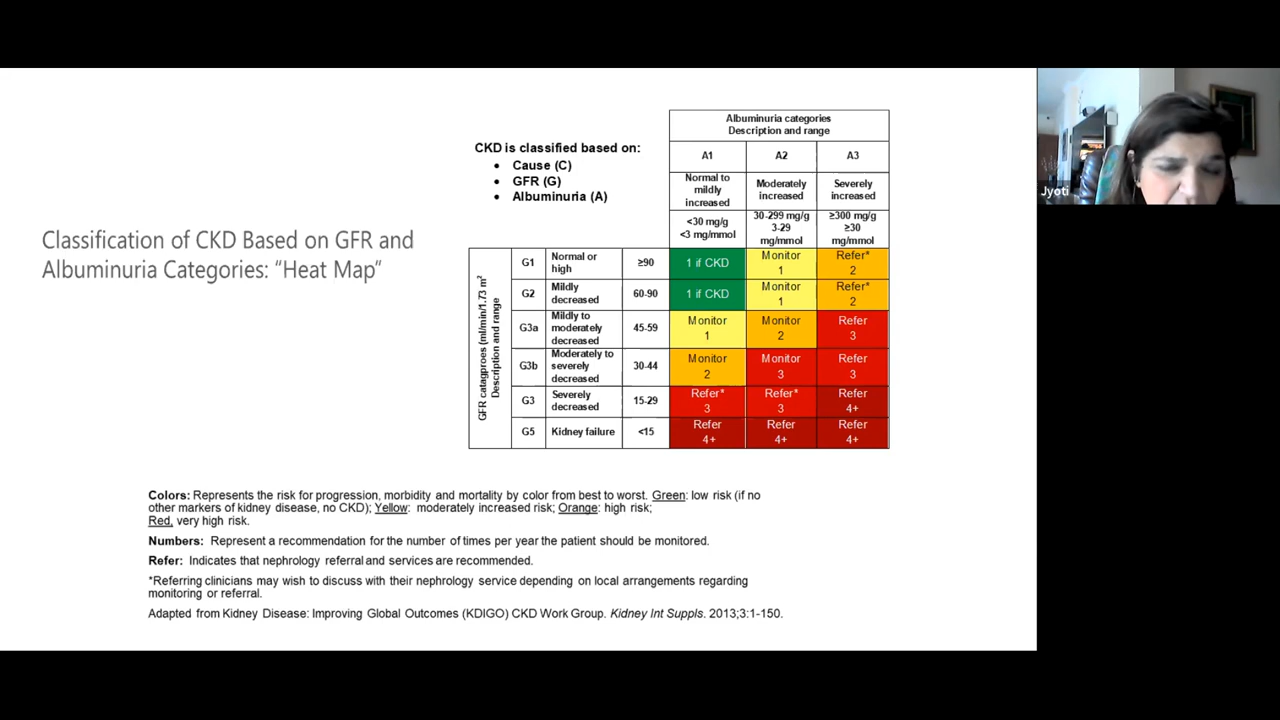 Classification of CKD Based on GFR and
Albuminuria Categories: “Heat Map”
CKD is classified based on:
• Cause (C)
• GFR (G)
• Albuminuria (A)
Albuminuria categories
Description and range
A1 A2 A3
Normal to mildly increased Moderately increased Severely increased
<30 mg/g <3 mg/mmol 30-299 mg/g 3-29 mg/mmol ≥300 mg/g ≥30 mg/mmol
GFR catagproes (ml/min/1.73 m²
Description and range
G1 Normal or high ≥90 1 if CKD Monitor 1 Refer* 2
G2 Mildly decreased 60-90 1 if CKD Monitor 1 Refer* 2
G3a Mildly to moderately decreased 45-59 Monitor 1 Monitor 2 Refer 3
G3b Moderately to severely decreased 30-44 Monitor 2 Monitor 3 Refer 3
G3 Severely decreased 15-29 Refer* 3 Refer* 3 Refer 4+
G5 Kidney failure <15 Refer 4+ Refer 4+ Refer 4+
Colors: Represents the risk for progression, morbidity and mortality by color from best to worst. Green: low risk (if no
other markers of kidney disease, no CKD); Yellow: moderately increased risk; Orange: high risk;
Red, very high risk.
Numbers: Represent a recommendation for the number of times per year the patient should be monitored.
Refer: Indicates that nephrology referral and services are recommended.
*Referring clinicians may wish to discuss with their nephrology service depending on local arrangements regarding
monitoring or referral.
Adapted from Kidney Disease: Improving Global Outcomes (KDIGO) CKD Work Group. Kidney Int Suppls. 2013;3:1-150.
Jyoti